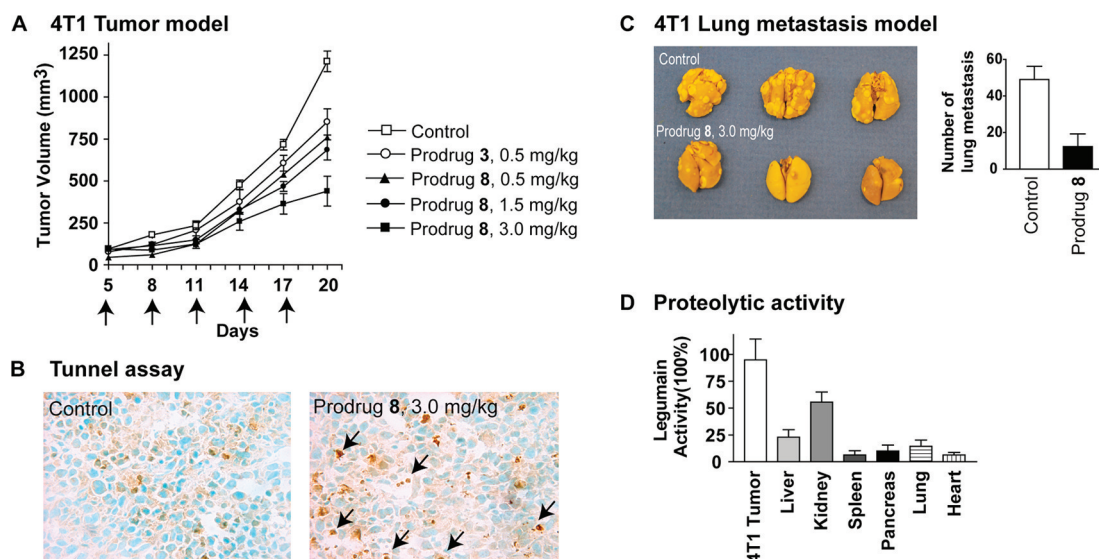 A 4T1 Tumor model
Tumor Volume (mm3)
1250
1000
750
500
250
0
5 8 11 14 17 20
Days
Control
Prodrug 3, 0.5 mg/kg
Prodrug 8, 0.5 mg/kg
Prodrug 8, 1.5 mg/kg
Prodrug 8, 3.0 mg/kg
B Tunnel assay
Control
Prodrug 8, 3.0 mg/kg
C 4T1 Lung metastasis model
Control
Prodrug 8, 3.0 mg/kg
Number of
lung metastasis
60
40
20
0
Control
Prodrug 8
D Proteolytic activity
Legumain
Activity(100%)
100
75
50
25
0
4T1 Tumor
Liver
Kidney
Spleen
Pancreas
Lung
Heart